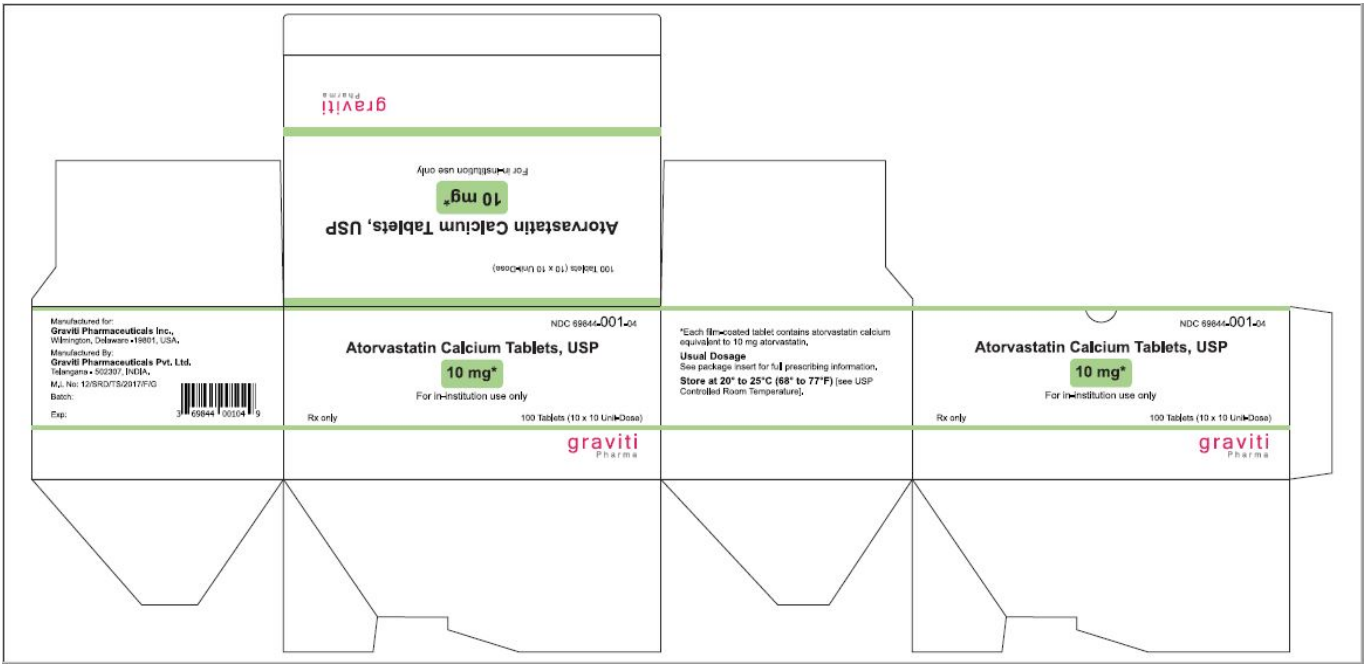 graviti
Pharma
For in-institution use only
10 mg*
Atorvastatin Calcium Tablets, USP
100 Tablets (10 x 10 Unit-Dose)
Manufactured for:
Graviti Pharmaceuticals Inc.,
Wilmington, Delaware •19801, USA.
Manufactured By:
Graviti Pharmaceuticals Pvt. Ltd.
Telangana • 502307, INDIA.
M.L. No: 12/SRD/TS/2017/F/G
Batch:
Exp:
3 69844 00104 9
NDC 69844-001-04
Atorvastatin Calcium Tablets, USP
10 mg*
For in-institution use only
Rx only 100 Tablets (10 x 10 Unit-Dose)
graviti
Pharma
*Each film-coated tablet contains atorvastatin calcium
equivalent to 10 mg atorvastatin.
Usual Dosage
See package insert for full prescribing information.
Store at 20° to 25°C (68° to 77°F) [see USP
Controlled Room Temperature].
NDC 69844-001-04
Atorvastatin Calcium Tablets, USP
10 mg*
For in-institution use only
Rx only 100 Tablets (10 x 10 Unit-Dose)
graviti
Pharma